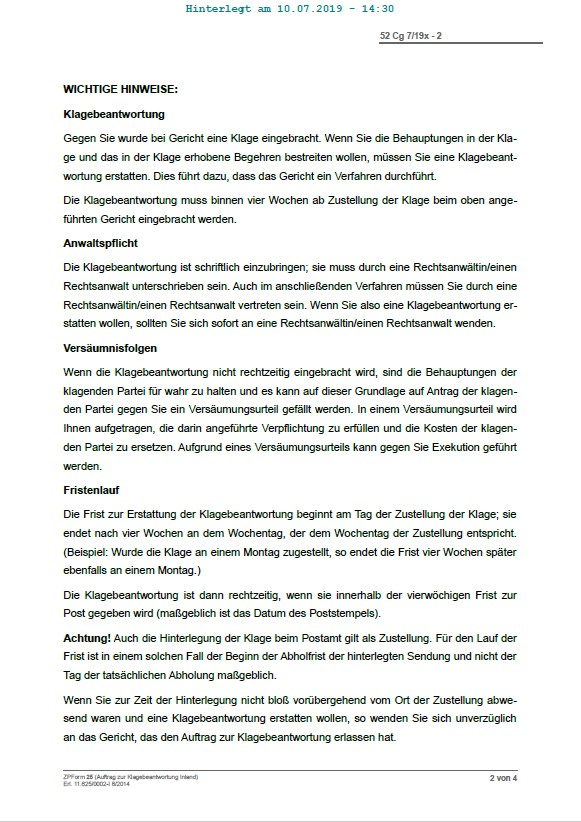 Hinterlegt am 10.07.2019 - 14:30
52 Cg 7/19x - 2
WICHTIGE HINWEISE:
Klagebeantwortung
Gegen Sie wurde bei Gericht eine Klage eingebracht. Wenn Sie die Behauptungen in der Kla-
ge und das in der Klage erhobene Begehren bestreiten wollen, müssen Sie eine Klagebeant-
wortung erstatten. Dies führt dazu, dass das Gericht ein Verfahren durchführt.
Die Klagebeantwortung muss binnen vier Wochen ab Zustellung der Klage beim oben ange-
führten Gericht eingebracht werden.
Anwaltspflicht
Die Klagebeantwortung ist schriftlich einzubringen; sie muss durch eine Rechtsanwältin/einen
Rechtsanwalt unterschrieben sein. Auch im anschließenden Verfahren müssen Sie durch eine
Rechtsanwältin/einen Rechtsanwalt vertreten sein. Wenn Sie also eine Klagebeantwortung er-
statten wollen, sollten Sie sich sofort an eine Rechtsanwältin/einen Rechtsanwalt wenden.
Versäumnisfolgen
Wenn die Klagebeantwortung nicht rechtzeitig eingebracht wird, sind die Behauptungen der
klagenden Partei für wahr zu halten und es kann auf dieser Grundlage auf Antrag der klagen-
den Partei gegen Sie ein Versäumungsurteil gefällt werden. In einem Versäumungsurteil wird
Ihnen aufgetragen, die darin angeführte Verpflichtung zu erfüllen und die Kosten der klagen-
den Partei zu ersetzen. Aufgrund eines Versäumungsurteils kann gegen Sie Exekution geführt
werden.
Fristenlauf
Die Frist zur Erstattung der Klagebeantwortung beginnt am Tag der Zustellung der Klage; sie
endet nach vier Wochen an dem Wochentag, der dem Wochentag der Zustellung entspricht.
(Beispiel: Wurde die Klage an einem Montag zugestellt, so endet die Frist vier Wochen später
ebenfalls an einem Montag.)
Die Klagebeantwortung ist dann rechtzeitig, wenn sie innerhalb der vierwöchigen Frist zur
Post gegeben wird (maßgeblich ist das Datum des Poststempels).
Achtung! Auch die Hinterlegung der Klage beim Postamt gilt als Zustellung. Für den Lauf der
Frist ist in einem solchen Fall der Beginn der Abholfrist der hinterlegten Sendung und nicht der
Tag der tatsächlichen Abholung maßgeblich.
Wenn Sie zur Zeit der Hinterlegung nicht bloß vorübergehend vom Ort der Zustellung abwe-
send waren und eine Klagebeantwortung erstatten wollen, so wenden Sie sich unverzüglich
an das Gericht, das den Auftrag zur Klagebeantwortung erlassen hat.
ZPForm 28 (Auftrag zur Klagebeantwortung Inland)
Erl. 11.825/0002-I 8/2014
2 von 4